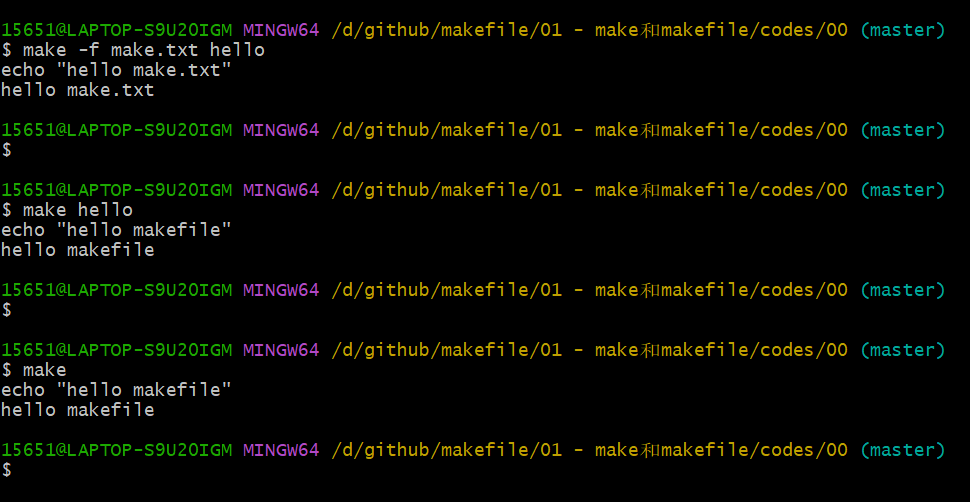 15651@LAPTOP-S9U2OIGM MINGW64 /d/github/makefile/01 - make和makefile/codes/00 (master)
$ make -f make.txt hello
echo "hello make.txt"
hello make.txt
15651@LAPTOP-S9U2OIGM MINGW64 /d/github/makefile/01 - make和makefile/codes/00 (master)
$
15651@LAPTOP-S9U2OIGM MINGW64 /d/github/makefile/01 - make和makefile/codes/00 (master)
$ make hello
echo "hello makefile"
hello makefile
15651@LAPTOP-S9U2OIGM MINGW64 /d/github/makefile/01 - make和makefile/codes/00 (master)
$
15651@LAPTOP-S9U2OIGM MINGW64 /d/github/makefile/01 - make和makefile/codes/00 (master)
$ make
echo "hello makefile"
hello makefile
15651@LAPTOP-S9U2OIGM MINGW64 /d/github/makefile/01 - make和makefile/codes/00 (master)
$